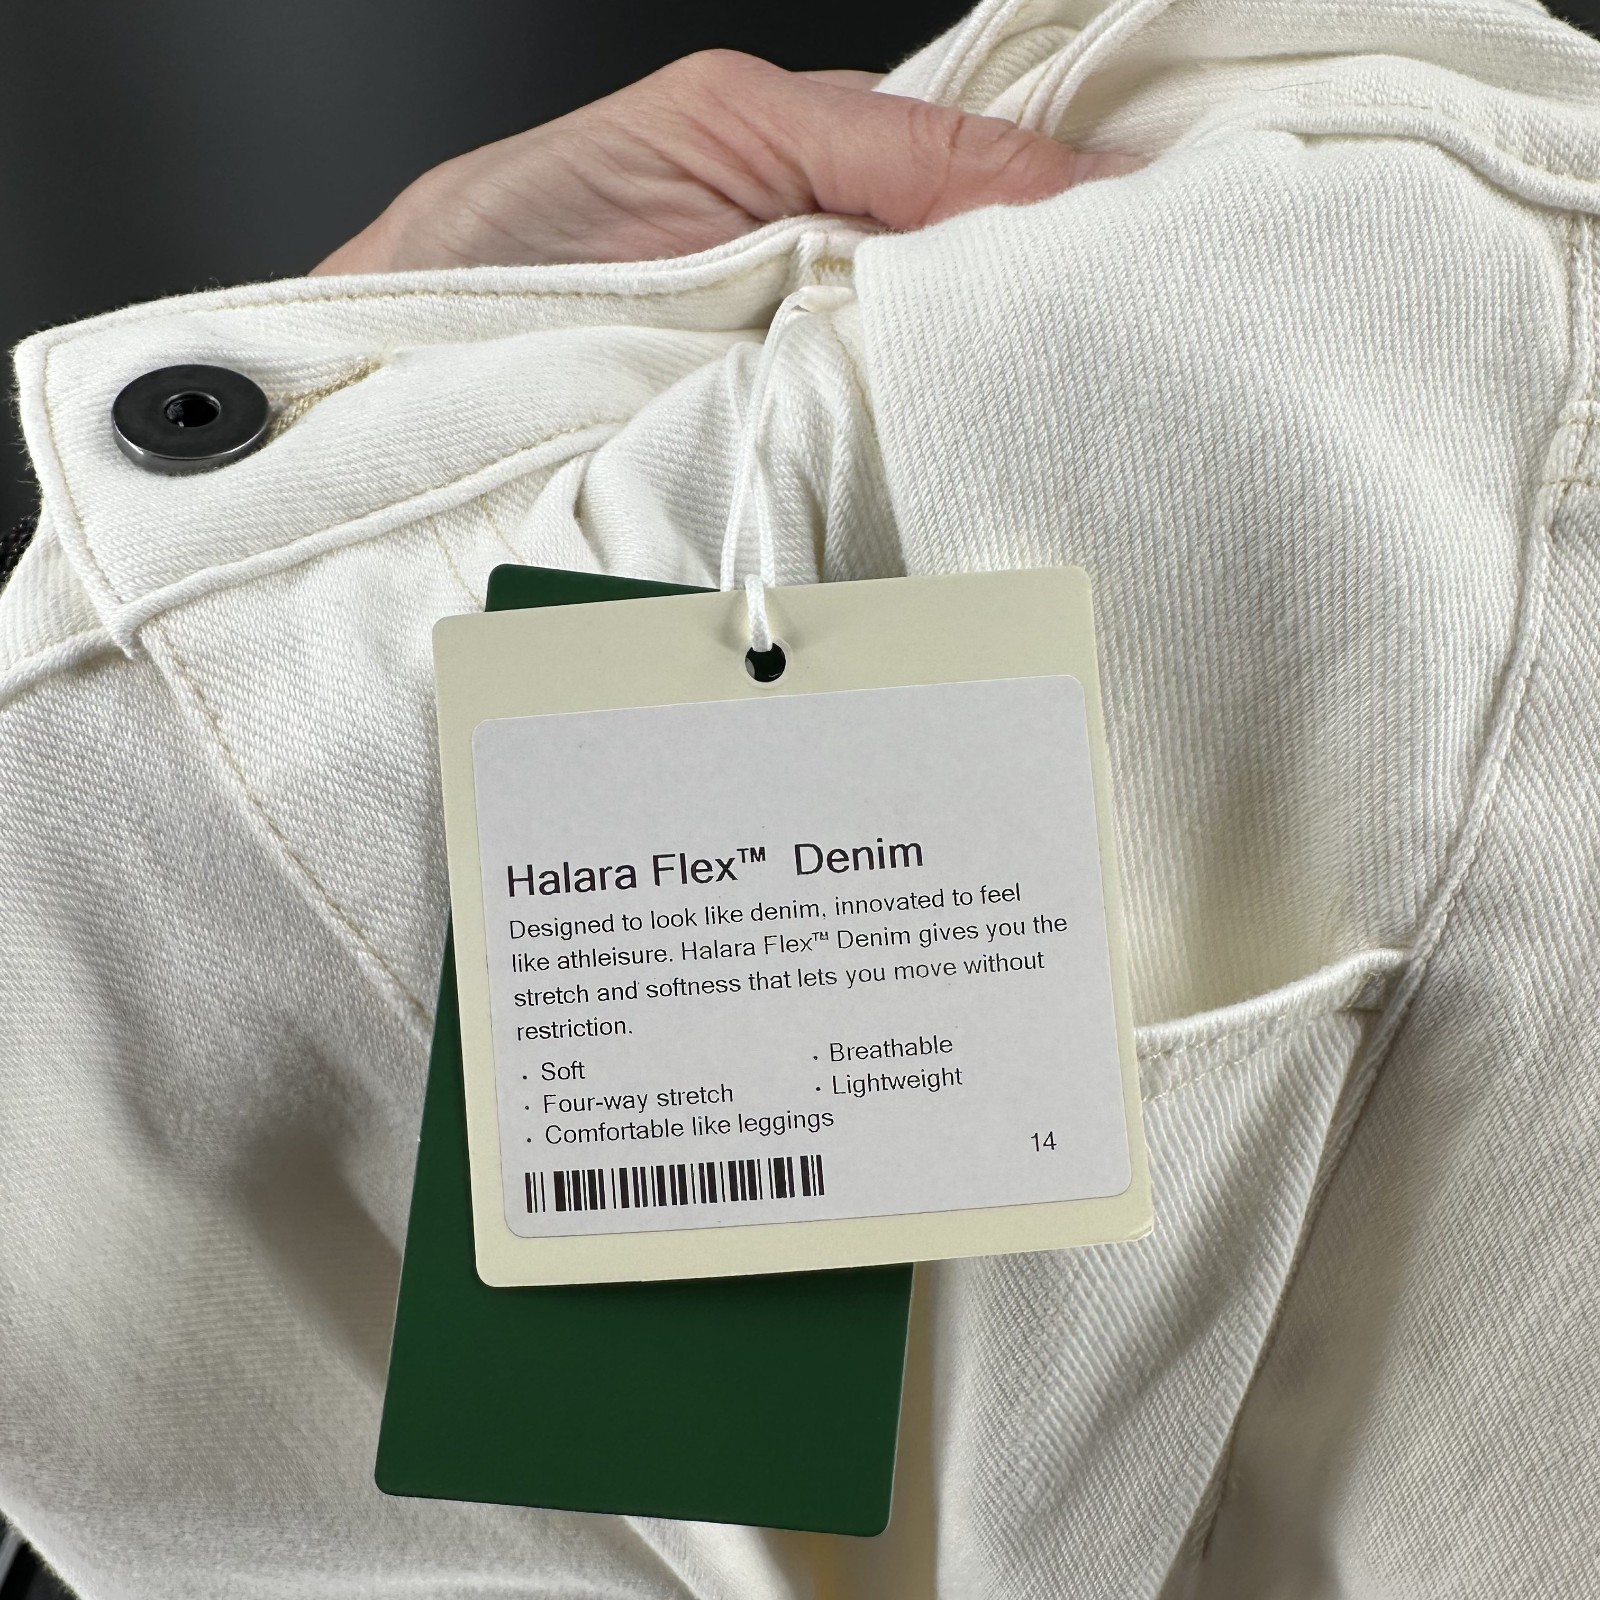 Halara Flex™ Denim
Designed to look like denim, innovated to feel
like athleisure. Halara Flex™ Denim gives you the
stretch and softness that lets you move without
restriction.
· Soft
· Breathable
· Four-way stretch
· Lightweight
· Comfortable like leggings
14